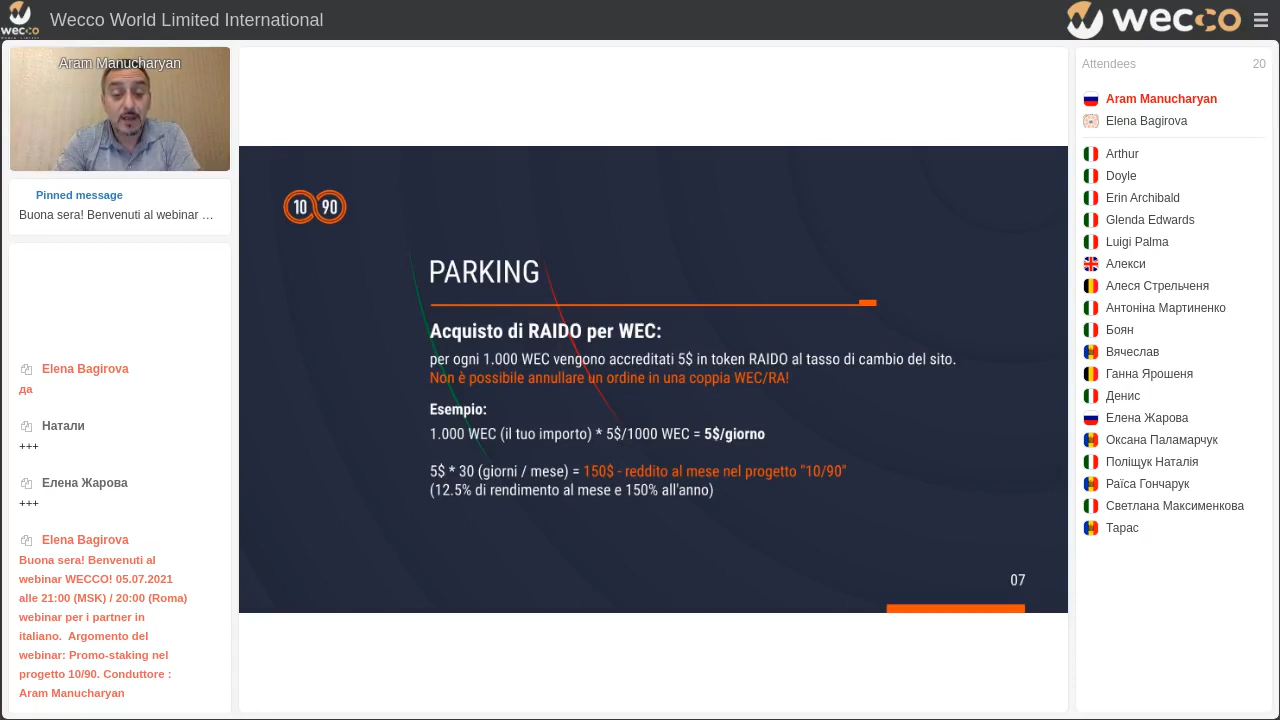 wecco
Wecco World Limited International
wecco
Aram Manucharyan
Pinned message
Buona sera! Benvenuti al webinar …
Elena Bagirova
да
Натали
+++
Елена Жарова
+++
Elena Bagirova
Buona sera! Benvenuti al
webinar WECCO! 05.07.2021
alle 21:00 (MSK) / 20:00 (Roma)
webinar per i partner in
italiano.  Argomento del
webinar: Promo-staking nel
progetto 10/90. Conduttore :
Aram Manucharyan
10 90
PARKING
Acquisto di RAIDO per WEC:
per ogni 1.000 WEC vengono accreditati 5$ in token RAIDO al tasso di cambio del sito.
Non è possibile annullare un ordine in una coppia WEC/RA!
Esempio:
1.000 WEC (il tuo importo) * 5$/1000 WEC = 5$/giorno
5$ * 30 (giorni / mese) = 150$ - reddito al mese nel progetto "10/90"
(12.5% di rendimento al mese e 150% all'anno)
07
Attendees 20
Aram Manucharyan
Elena Bagirova
Arthur
Doyle
Erin Archibald
Glenda Edwards
Luigi Palma
Алекси
Алеся Стрельченя
Антоніна Мартиненко
Боян
Вячеслав
Ганна Ярошеня
Денис
Елена Жарова
Оксана Паламарчук
Поліщук Наталія
Раїса Гончарук
Светлана Максименкова
Тарас